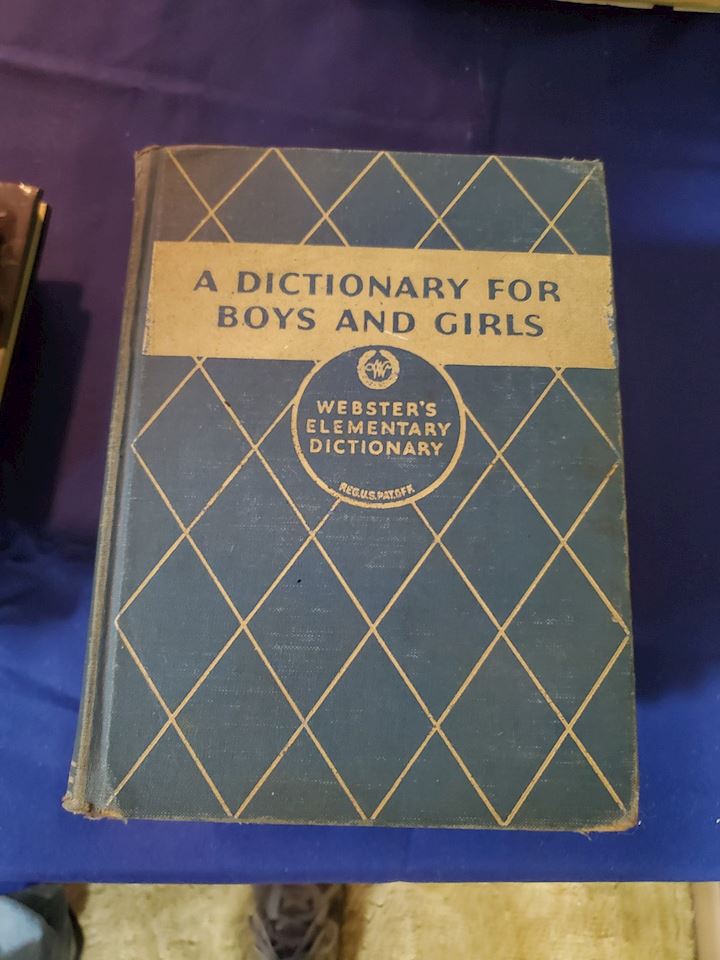 A DICTIONARY FOR
BOYS AND GIRLS
WEBSTER'S
ELEMENTARY
DICTIONARY
REG.U.S.PAT.OFF.